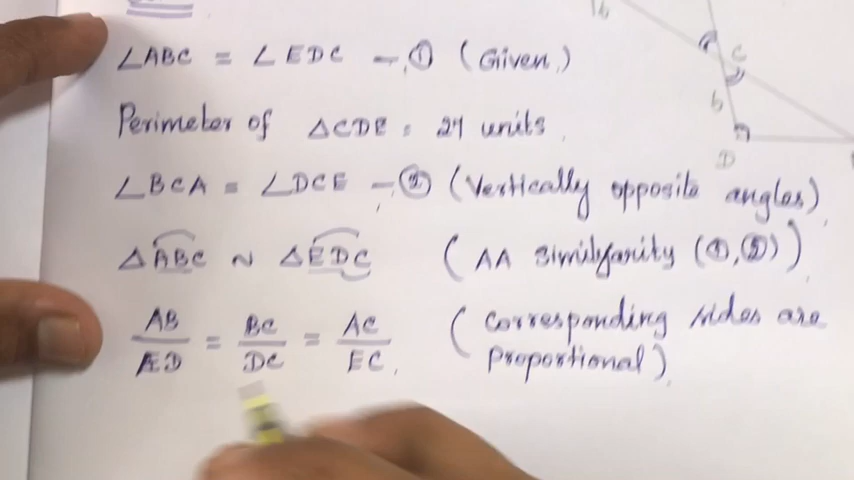 ∠ABC = ∠EDC — ① (Given)
Perimeter of △CDE = 27 units
∠BCA = ∠DCE — ② (Vertically opposite angles)
△ABC ~ △EDC (AA similyarity (①,②))
AB/ED = BC/DC = AC/EC (Corresponding sides are
proportional)
C
b
D